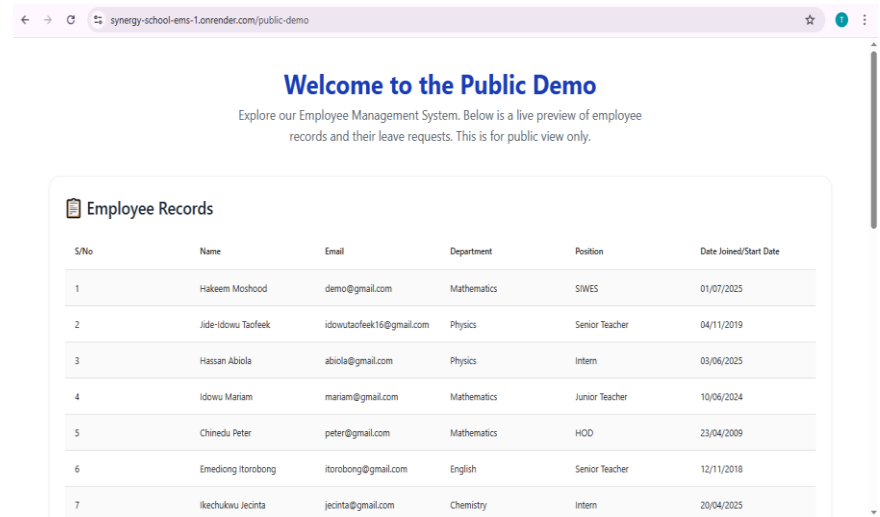 synergy-school-ems-1.onrender.com/public-demo
T
Welcome to the Public Demo
Explore our Employee Management System. Below is a live preview of employee
records and their leave requests. This is for public view only.
Employee Records
S/No Name Email Department Position Date Joined/Start Date
1 Hakeem Moshood demo@gmail.com Mathematics SIWES 01/07/2025
2 Jide-Idowu Taofeek idowutaofeek16@gmail.com Physics Senior Teacher 04/11/2019
3 Hassan Abiola abiola@gmail.com Physics Intern 03/06/2025
4 Idowu Mariam mariam@gmail.com Mathematics Junior Teacher 10/06/2024
5 Chinedu Peter peter@gmail.com Mathematics HOD 23/04/2009
6 Emediong Itorobong itorobong@gmail.com English Senior Teacher 12/11/2018
7 Ikechukwu Jecinta jecinta@gmail.com Chemistry Intern 20/04/2025